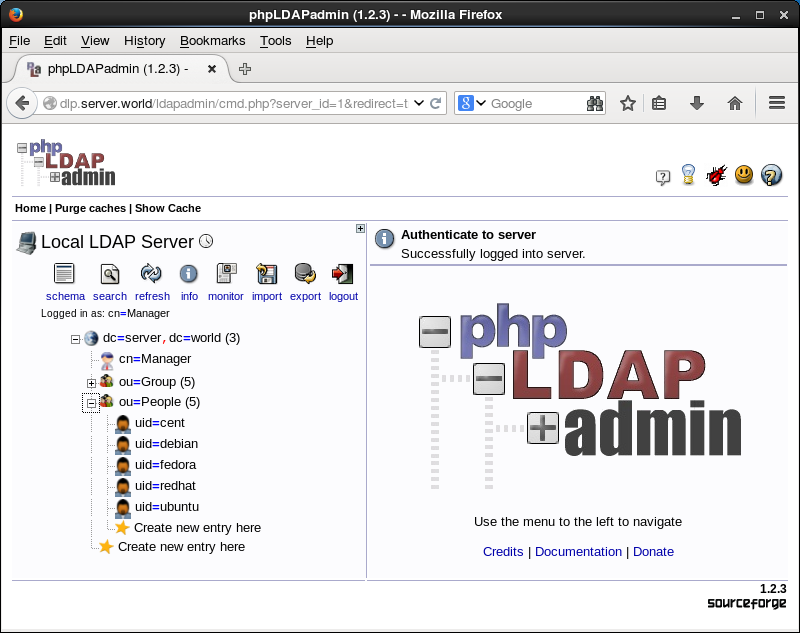 phpLDAPadmin (1.2.3) - - Mozilla Firefox
File Edit View History Bookmarks Tools Help
phpLDAPadmin (1.2.3) -
dlp.server.world/ldapadmin/cmd.php?server_id=1&redirect=t
8 Google
php
LDAP
admin
Home | Purge caches | Show Cache
Local LDAP Server
schema search refresh info monitor import export logout
Logged in as: cn=Manager
dc=server,dc=world (3)
cn=Manager
ou=Group (5)
ou=People (5)
uid=cent
uid=debian
uid=fedora
uid=redhat
uid=ubuntu
Create new entry here
Create new entry here
Authenticate to server
Successfully logged into server.
php
LDAP
admin
Use the menu to the left to navigate
Credits | Documentation | Donate
1.2.3
sourceforge